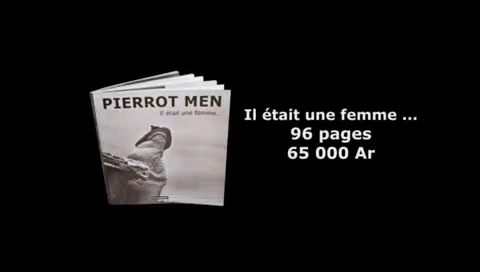 PIERROT MEN
Il était une femme...
Il était une femme ...
96 pages
65 000 Ar